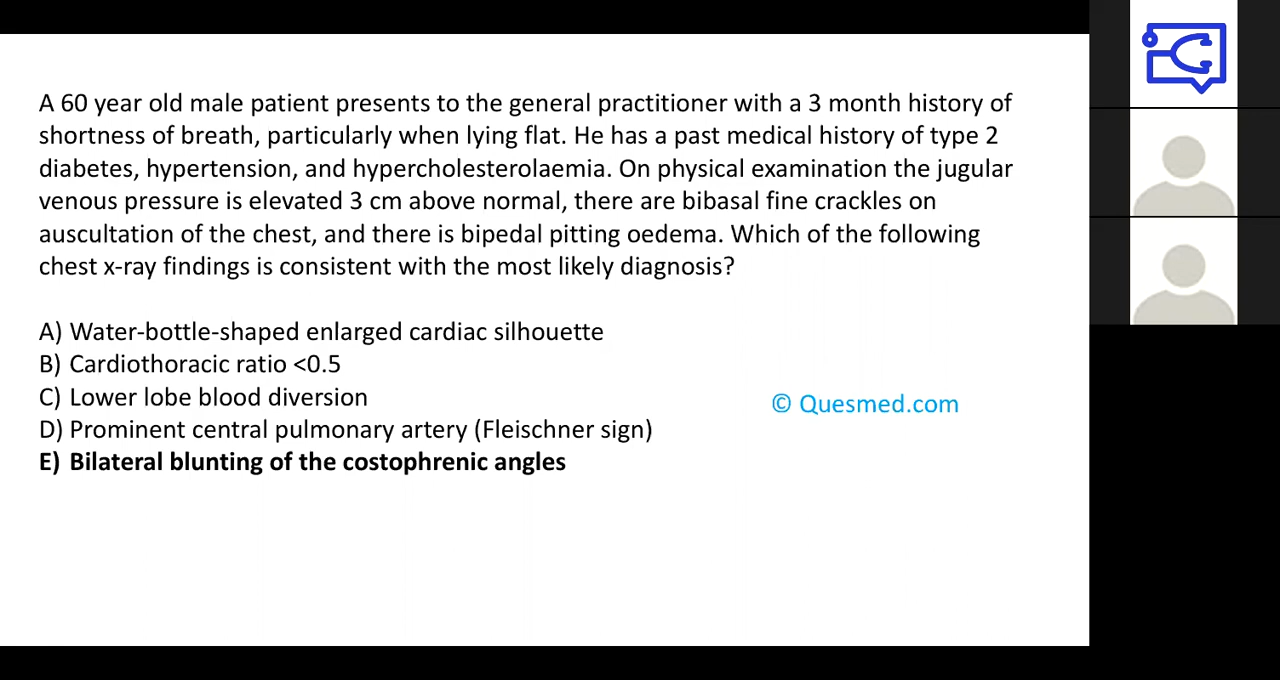 A 60 year old male patient presents to the general practitioner with a 3 month history of
shortness of breath, particularly when lying flat. He has a past medical history of type 2
diabetes, hypertension, and hypercholesterolaemia. On physical examination the jugular
venous pressure is elevated 3 cm above normal, there are bibasal fine crackles on
auscultation of the chest, and there is bipedal pitting oedema. Which of the following
chest x-ray findings is consistent with the most likely diagnosis?
A) Water-bottle-shaped enlarged cardiac silhouette
B) Cardiothoracic ratio <0.5
C) Lower lobe blood diversion
© Quesmed.com
D) Prominent central pulmonary artery (Fleischner sign)
E) Bilateral blunting of the costophrenic angles